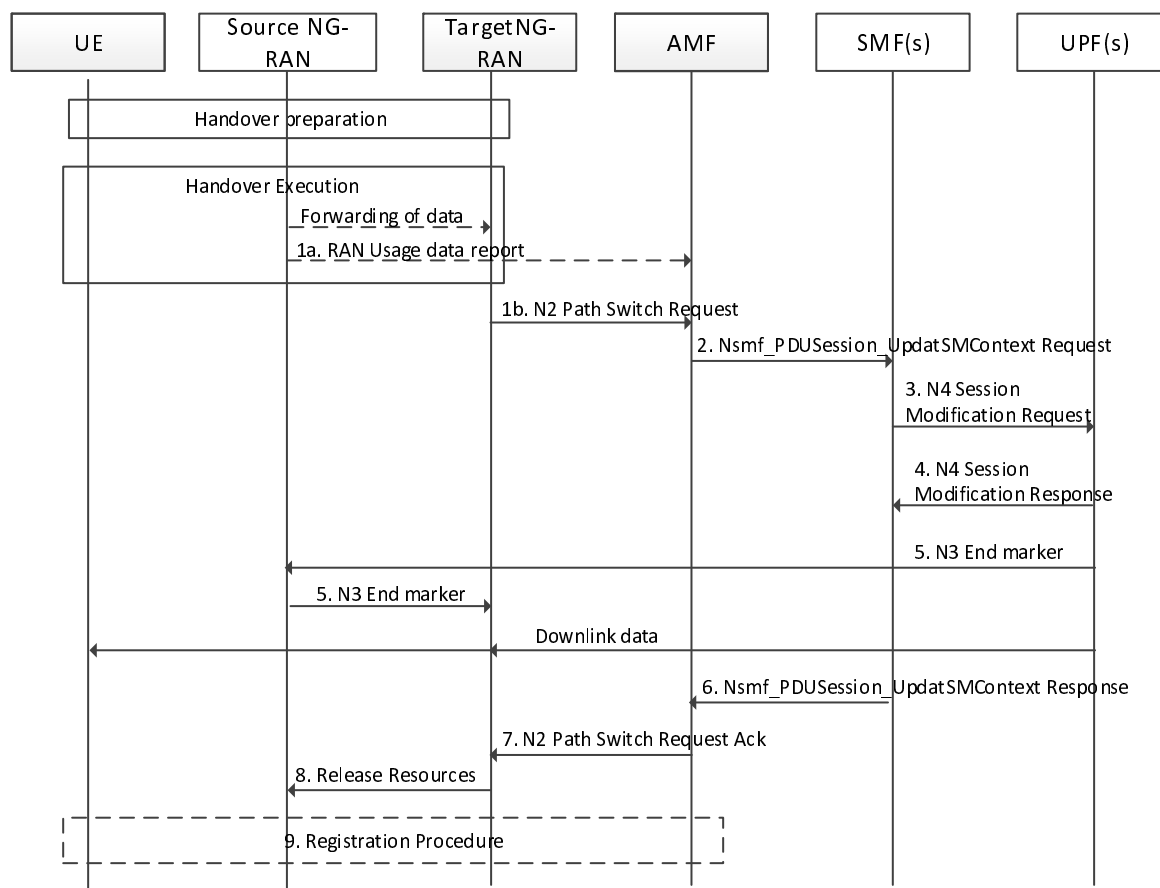 UE
Source NG-
RAN
TargetNG-
RAN
AMF
SMF(s)
UPF(s)
Handover preparation
Handover Execution
Forwarding of data
1a. RAN Usage data report
1b. N2 Path Switch Request
2. Nsmf_PDUSession_UpdatSMContext Request
3. N4 Session
Modification Request
4. N4 Session
Modification Response
5. N3 End marker
5. N3 End marker
Downlink data
6. Nsmf_PDUSession_UpdatSMContext Response
7. N2 Path Switch Request Ack
8. Release Resources
9. Registration Procedure